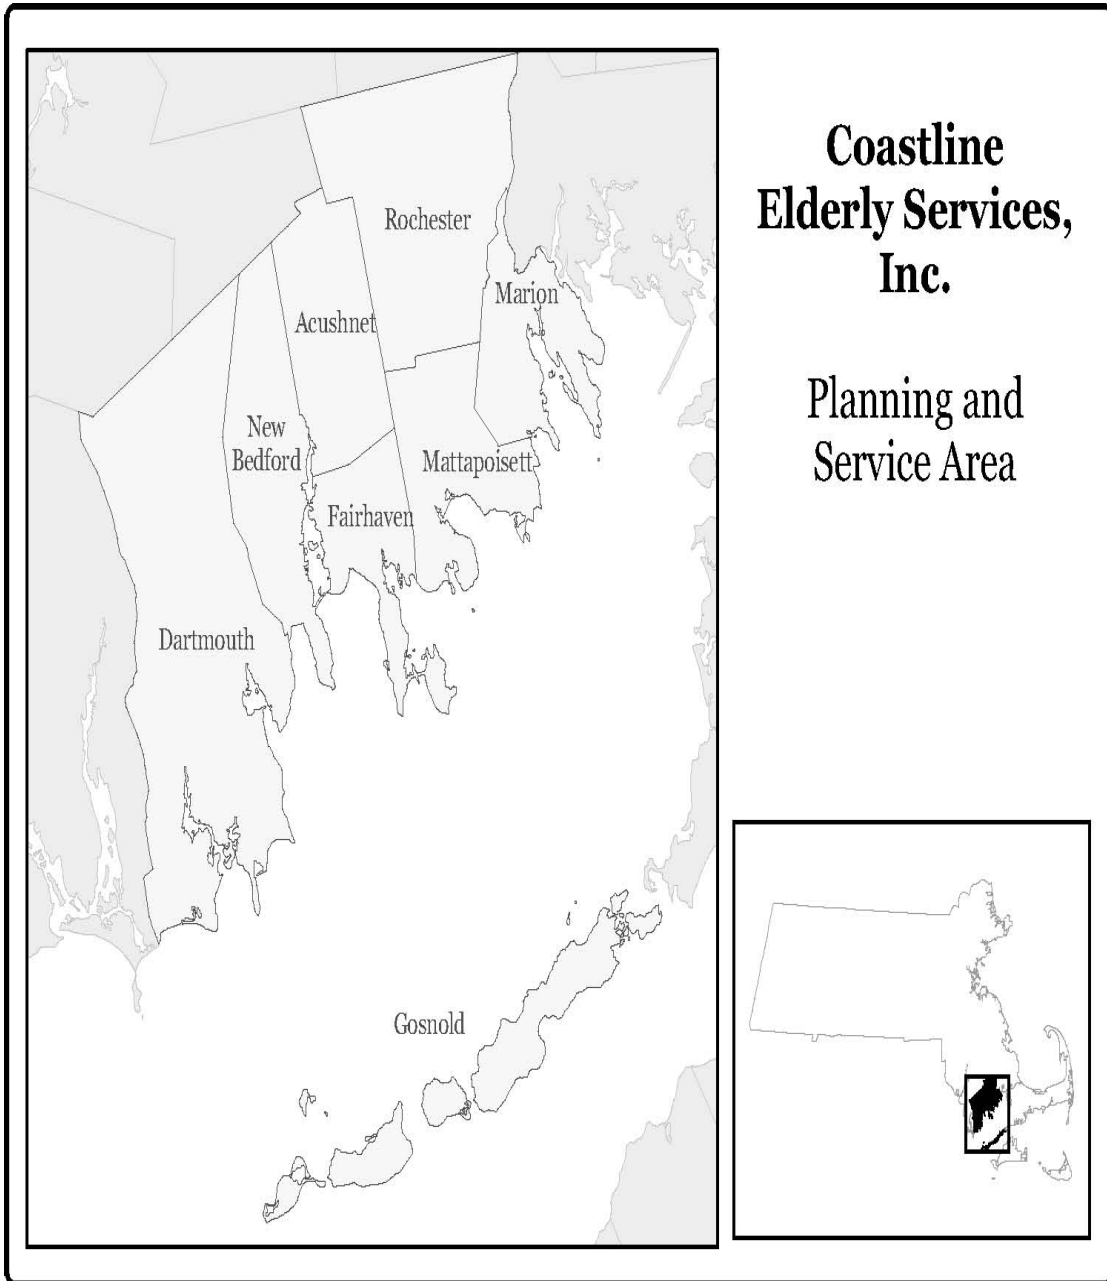 Coastline
Elderly Services,
Inc.
Planning and
Service Area
Rochester
Marion
Acushnet
New
Bedford
Mattapoisett
Fairhaven
Dartmouth
Gosnold